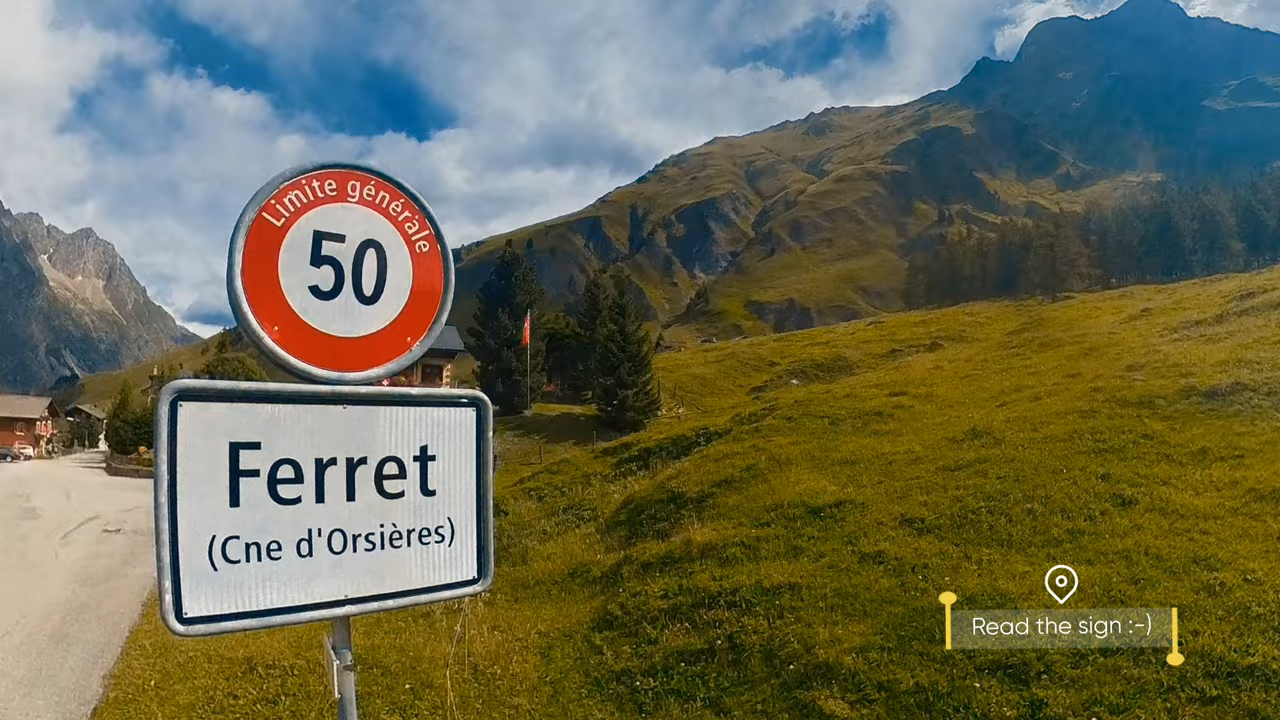 Limite générale
50
Ferret
(Cne d'Orsières)
Read the sign :-)